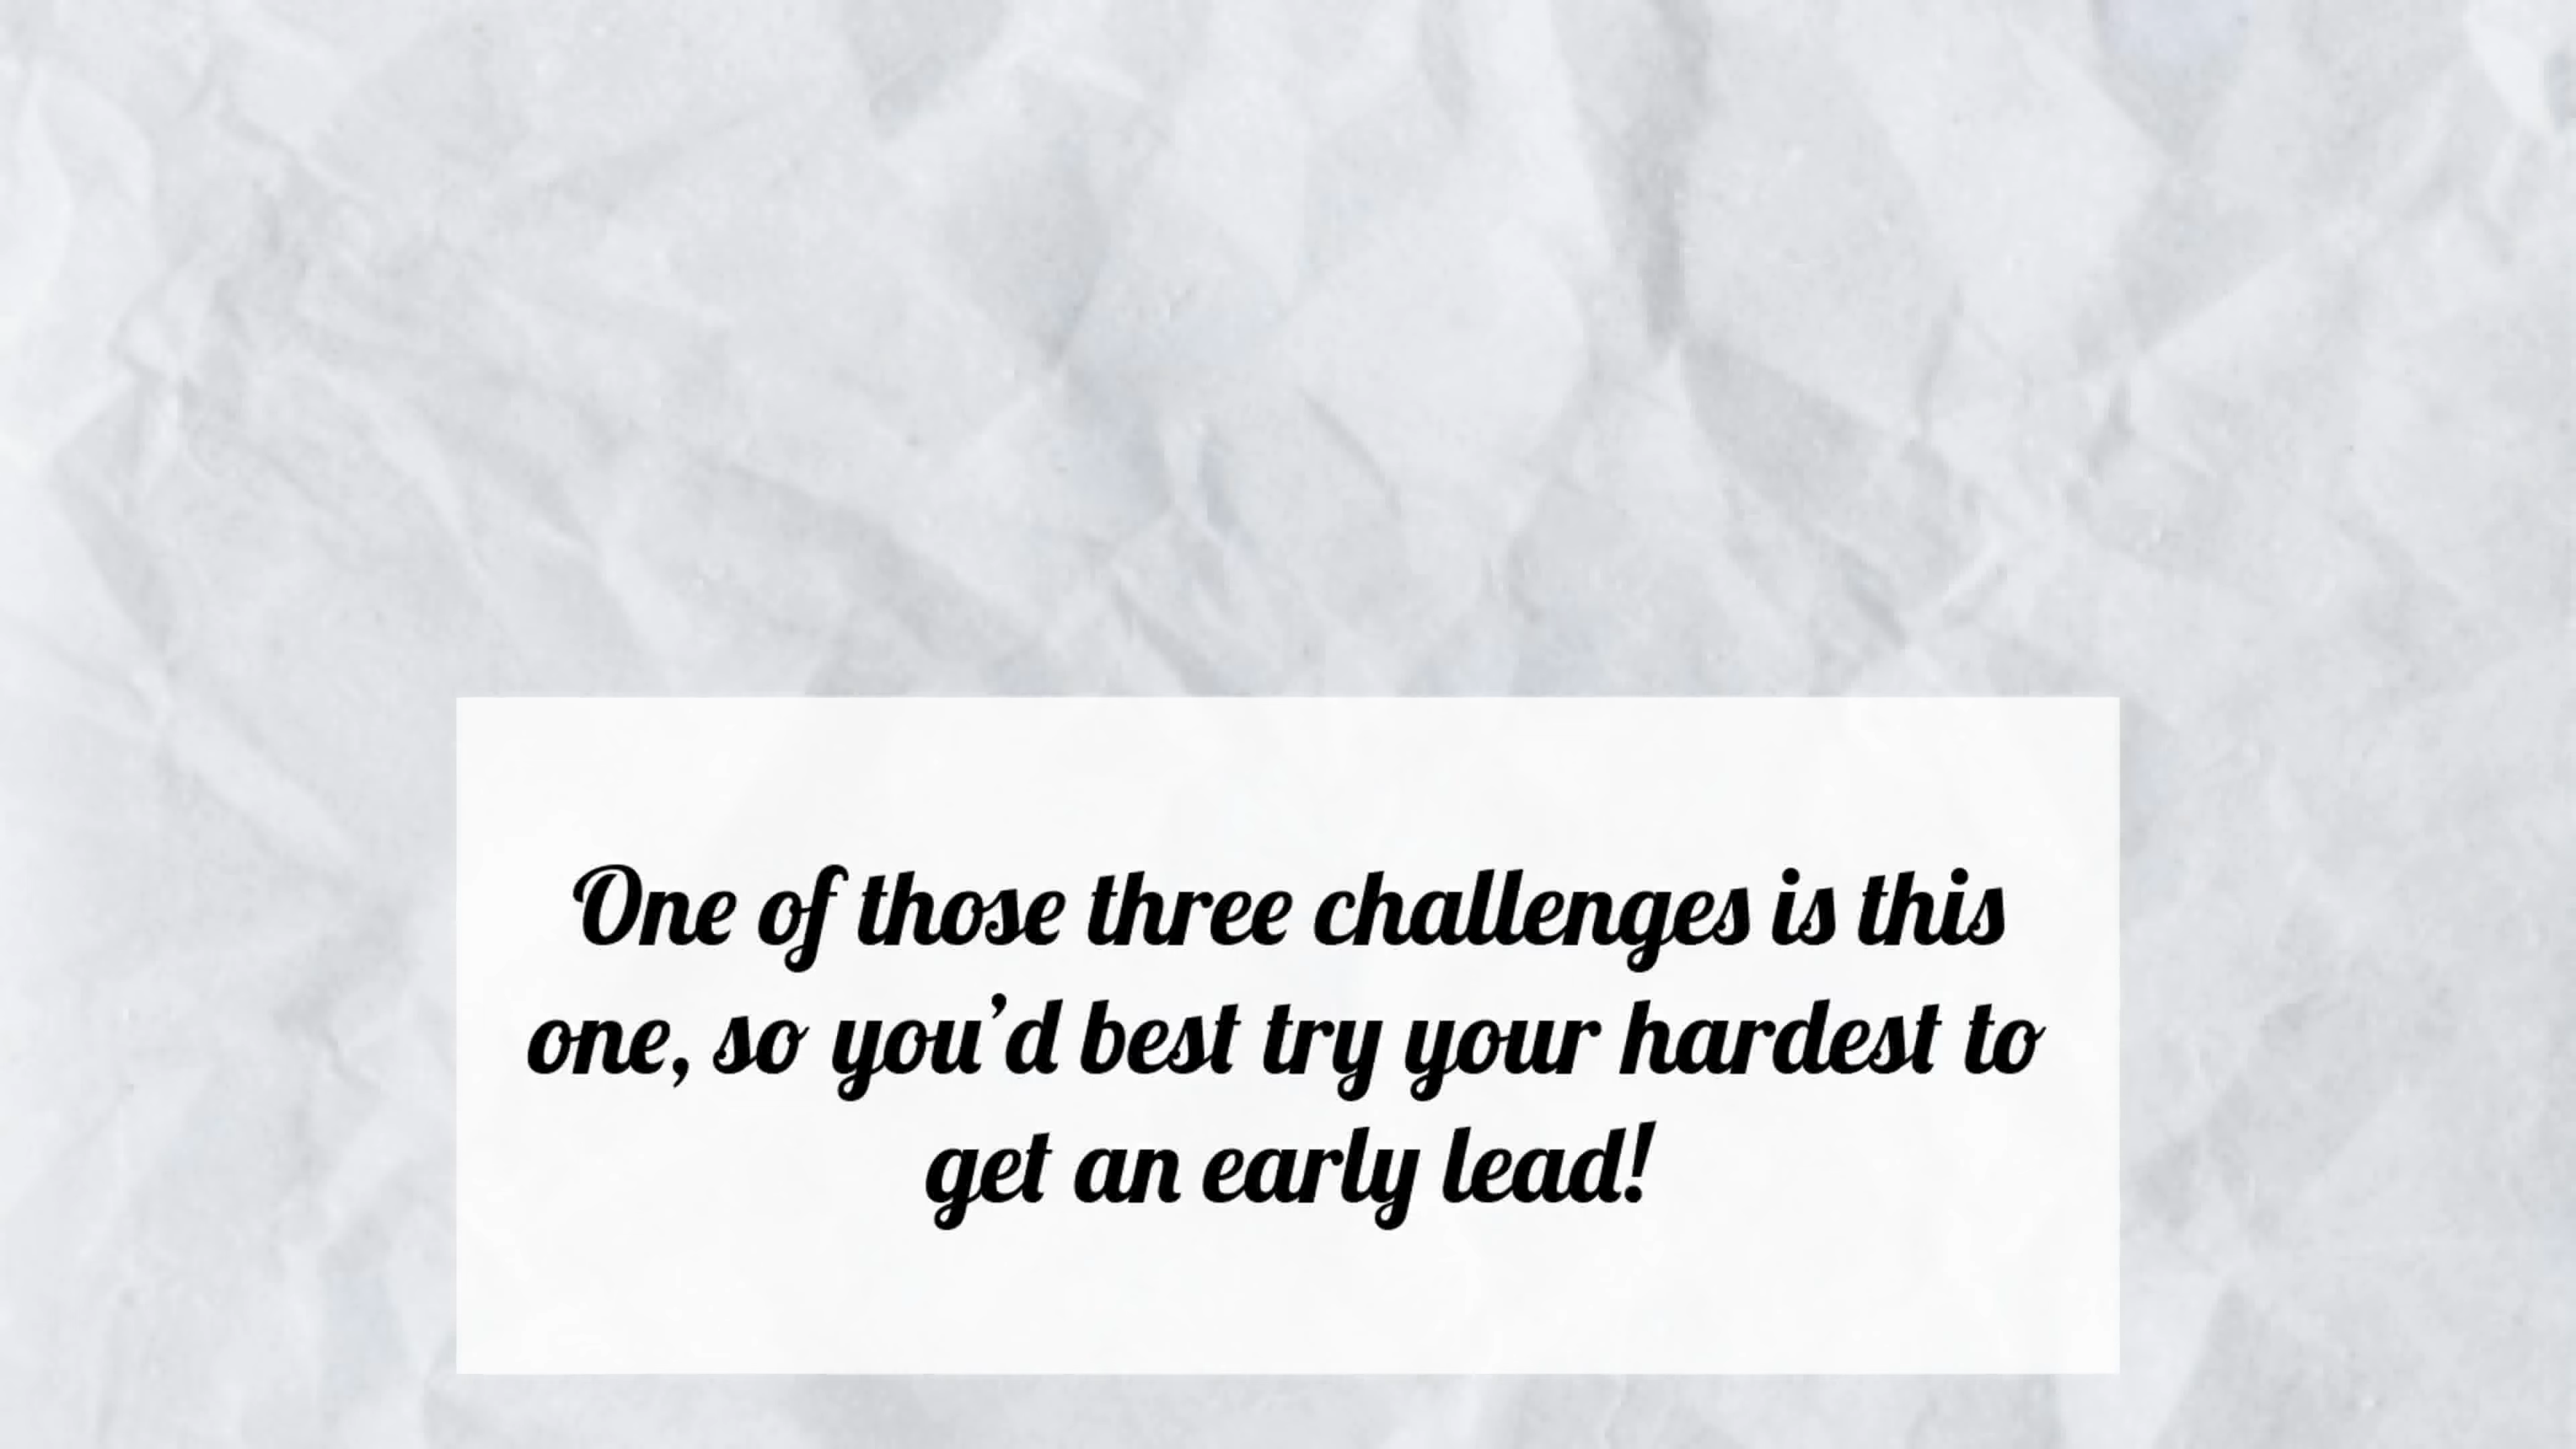 One of those three challenges is this
one, so you’d best try your hardest to
get an early lead!